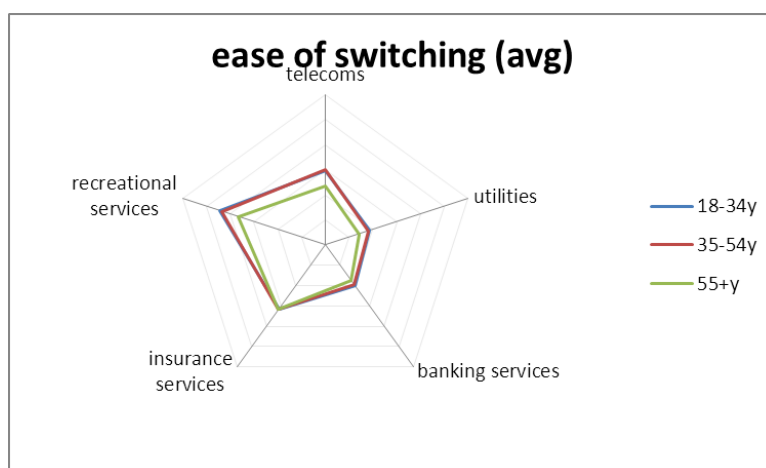 ease of switching (avg)
telecoms
recreational
services
utilities
insurance
services
banking services
18-34y
35-54y
55+y